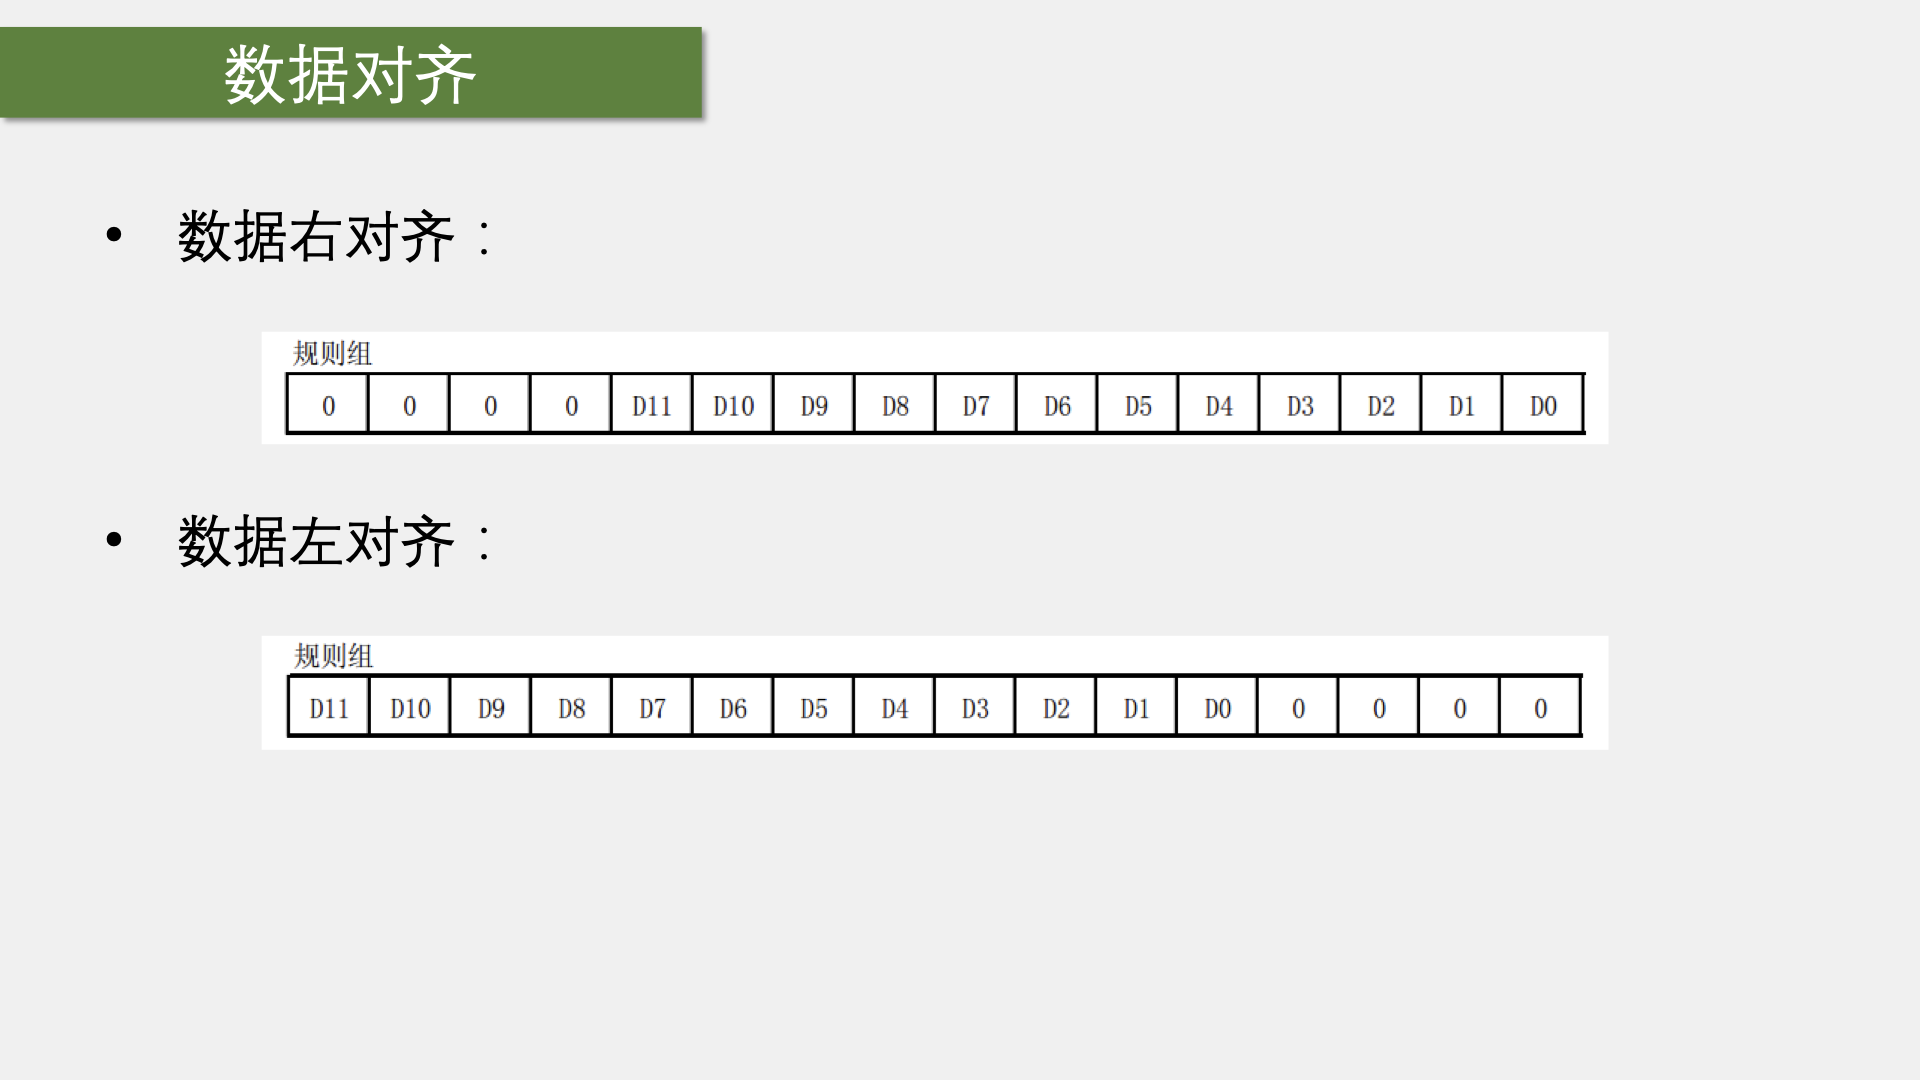 数据对齐
• 数据右对齐：
规则组
0 0 0 0 D11 D10 D9 D8 D7 D6 D5 D4 D3 D2 D1 D0
• 数据左对齐：
规则组
D11 D10 D9 D8 D7 D6 D5 D4 D3 D2 D1 D0 0 0 0 0